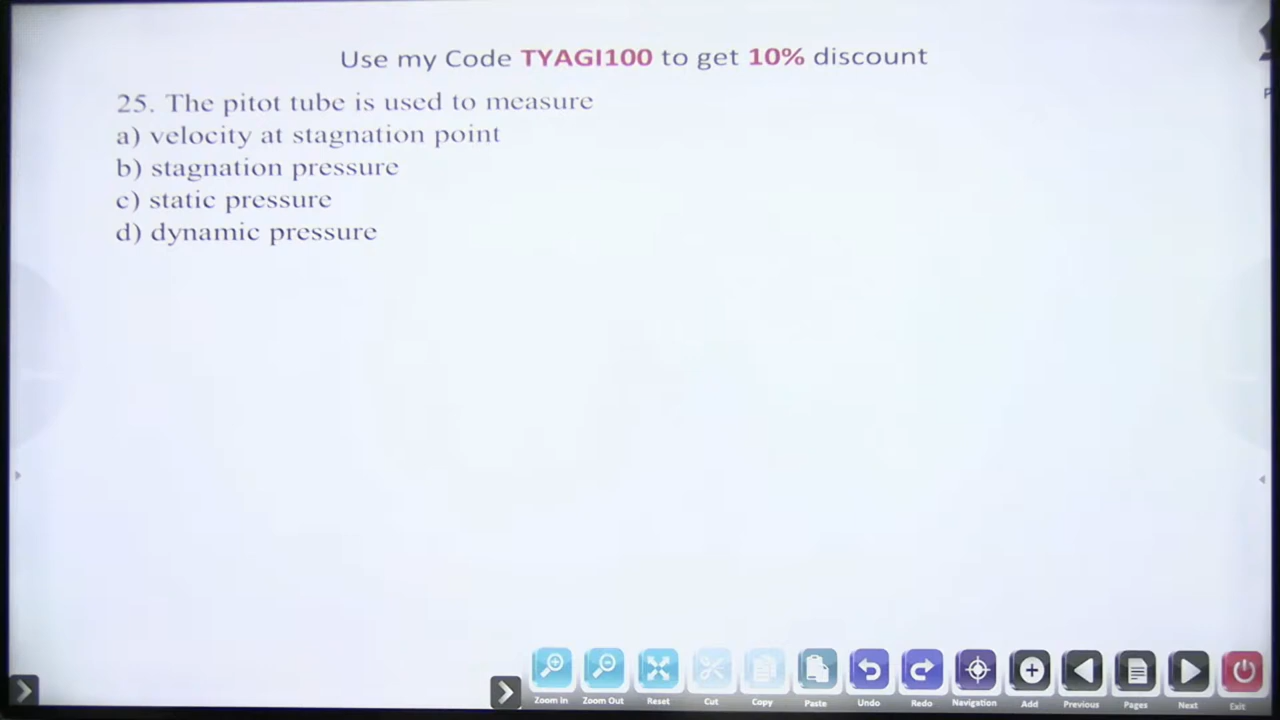 Use my Code TYAGI100 to get 10% discount
25. The pitot tube is used to measure
a) velocity at stagnation point
b) stagnation pressure
c) static pressure
d) dynamic pressure
Zoom In Zoom Out Reset Cut Copy Paste Undo Redo Navigation Add Previous Pages Next Exit